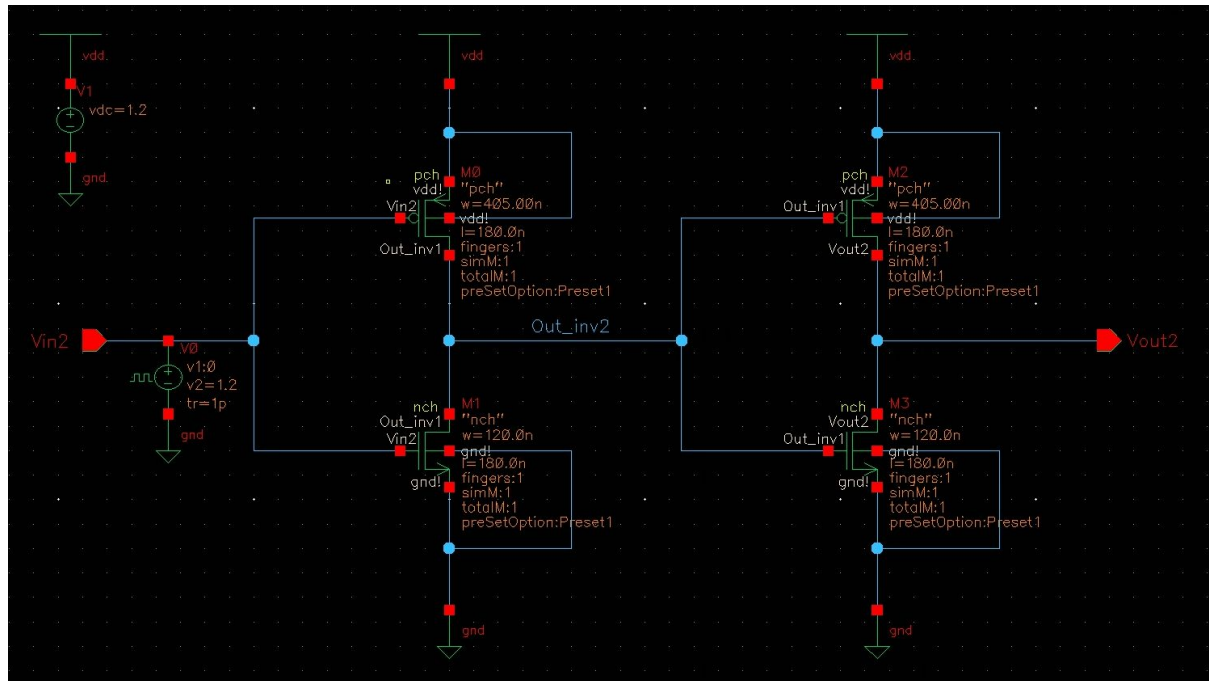 vdd.
V1
vdc=1.2
gnd.
vdd
pch
vdd!
M0
"pch"
w=405.00n
Vin2
vdd!
l=180.0n
Out_inv1
fingers:1
simM:1
totalM:1
preSetOption:Preset1
vdd.
pch
vdd!
M2
"pch"
w=405.00n
Out_inv1
vdd!
l=180.0n
Vout2
fingers:1
simM:1
totalM:1
preSetOption:Preset1
Vin2
V0
v1:0
v2=1.2
tr=1p
gnd
Out_inv2
Vout2
nch
Out_inv1
M1
"nch"
w=120.0n
Vin2
gnd!
l=180.0n
gnd!
fingers:1
simM:1
totalM:1
preSetOption:Preset1
gnd
nch
Vout2
M3
"nch"
w=120.0n
Out_inv1
gnd!
l=180.0n
gnd!
fingers:1
simM:1
totalM:1
preSetOption:Preset1
gnd